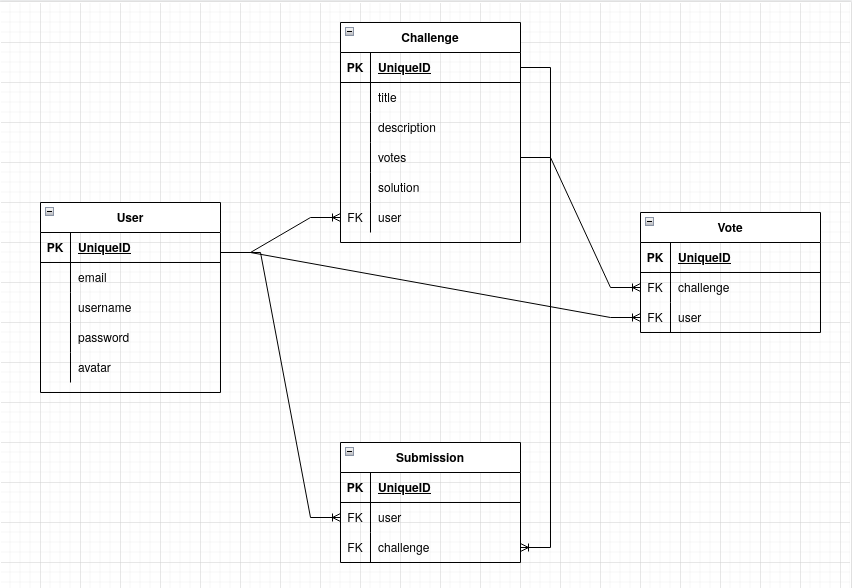 Challenge
PK UniqueID
title
description
votes
solution
FK user
User
PK UniqueID
email
username
password
avatar
Vote
PK UniqueID
FK challenge
FK user
Submission
PK UniqueID
FK user
FK challenge